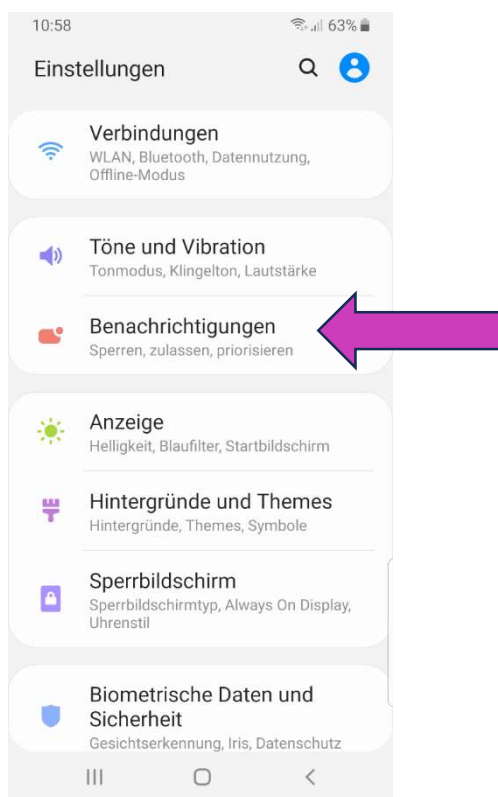 10:58 63%
Einstellungen
Verbindungen
WLAN, Bluetooth, Datennutzung,
Offline-Modus
Töne und Vibration
Tonmodus, Klingelton, Lautstärke
Benachrichtigungen
Sperren, zulassen, priorisieren
Anzeige
Helligkeit, Blaufilter, Startbildschirm
Hintergründe und Themes
Hintergründe, Themes, Symbole
Sperrbildschirm
Sperrbildschirmtyp, Always On Display,
Uhrenstil
Biometrische Daten und
Sicherheit
Gesichtserkennung, Iris, Datenschutz